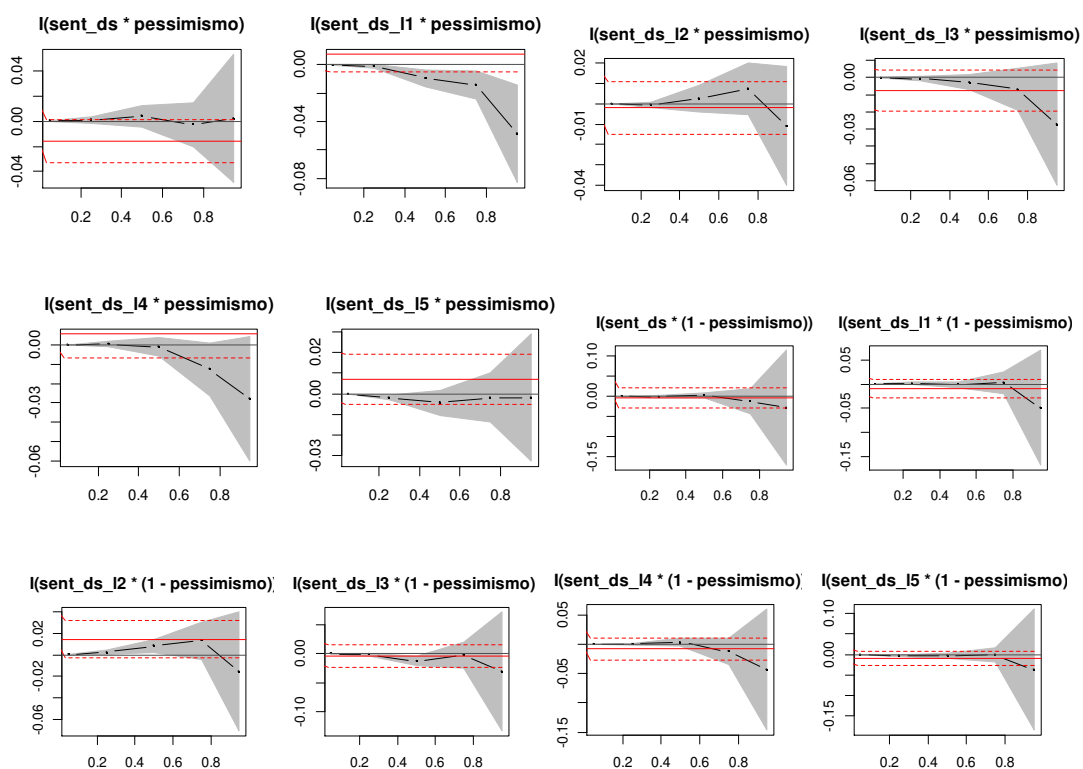 I(sent_ds * pessimismo)
0.04
0.00
-0.04
0.2 0.4 0.6 0.8
I(sent_ds_l1 * pessimismo)
0.00
-0.04
-0.08
0.2 0.4 0.6 0.8
I(sent_ds_l2 * pessimismo)
0.02
-0.01
-0.04
0.2 0.4 0.6 0.8
I(sent_ds_l3 * pessimismo)
0.00
-0.03
-0.06
0.2 0.4 0.6 0.8
I(sent_ds_l4 * pessimismo)
0.00
-0.03
-0.06
0.2 0.4 0.6 0.8
I(sent_ds_l5 * pessimismo)
0.02
0.00
-0.03
0.2 0.4 0.6 0.8
I(sent_ds * (1 - pessimismo))
0.10
0.00
-0.15
0.2 0.4 0.6 0.8
I(sent_ds_l1 * (1 - pessimismo)
0.05
-0.05
-0.15
0.2 0.4 0.6 0.8
I(sent_ds_l2 * (1 - pessimismo)
0.02
-0.02
-0.06
0.2 0.4 0.6 0.8
I(sent_ds_l3 * (1 - pessimismo)
0.00
-0.10
0.2 0.4 0.6 0.8
I(sent_ds_l4 * (1 - pessimismo)
0.05
-0.05
-0.15
0.2 0.4 0.6 0.8
I(sent_ds_l5 * (1 - pessimismo)
0.10
0.00
-0.15
0.2 0.4 0.6 0.8